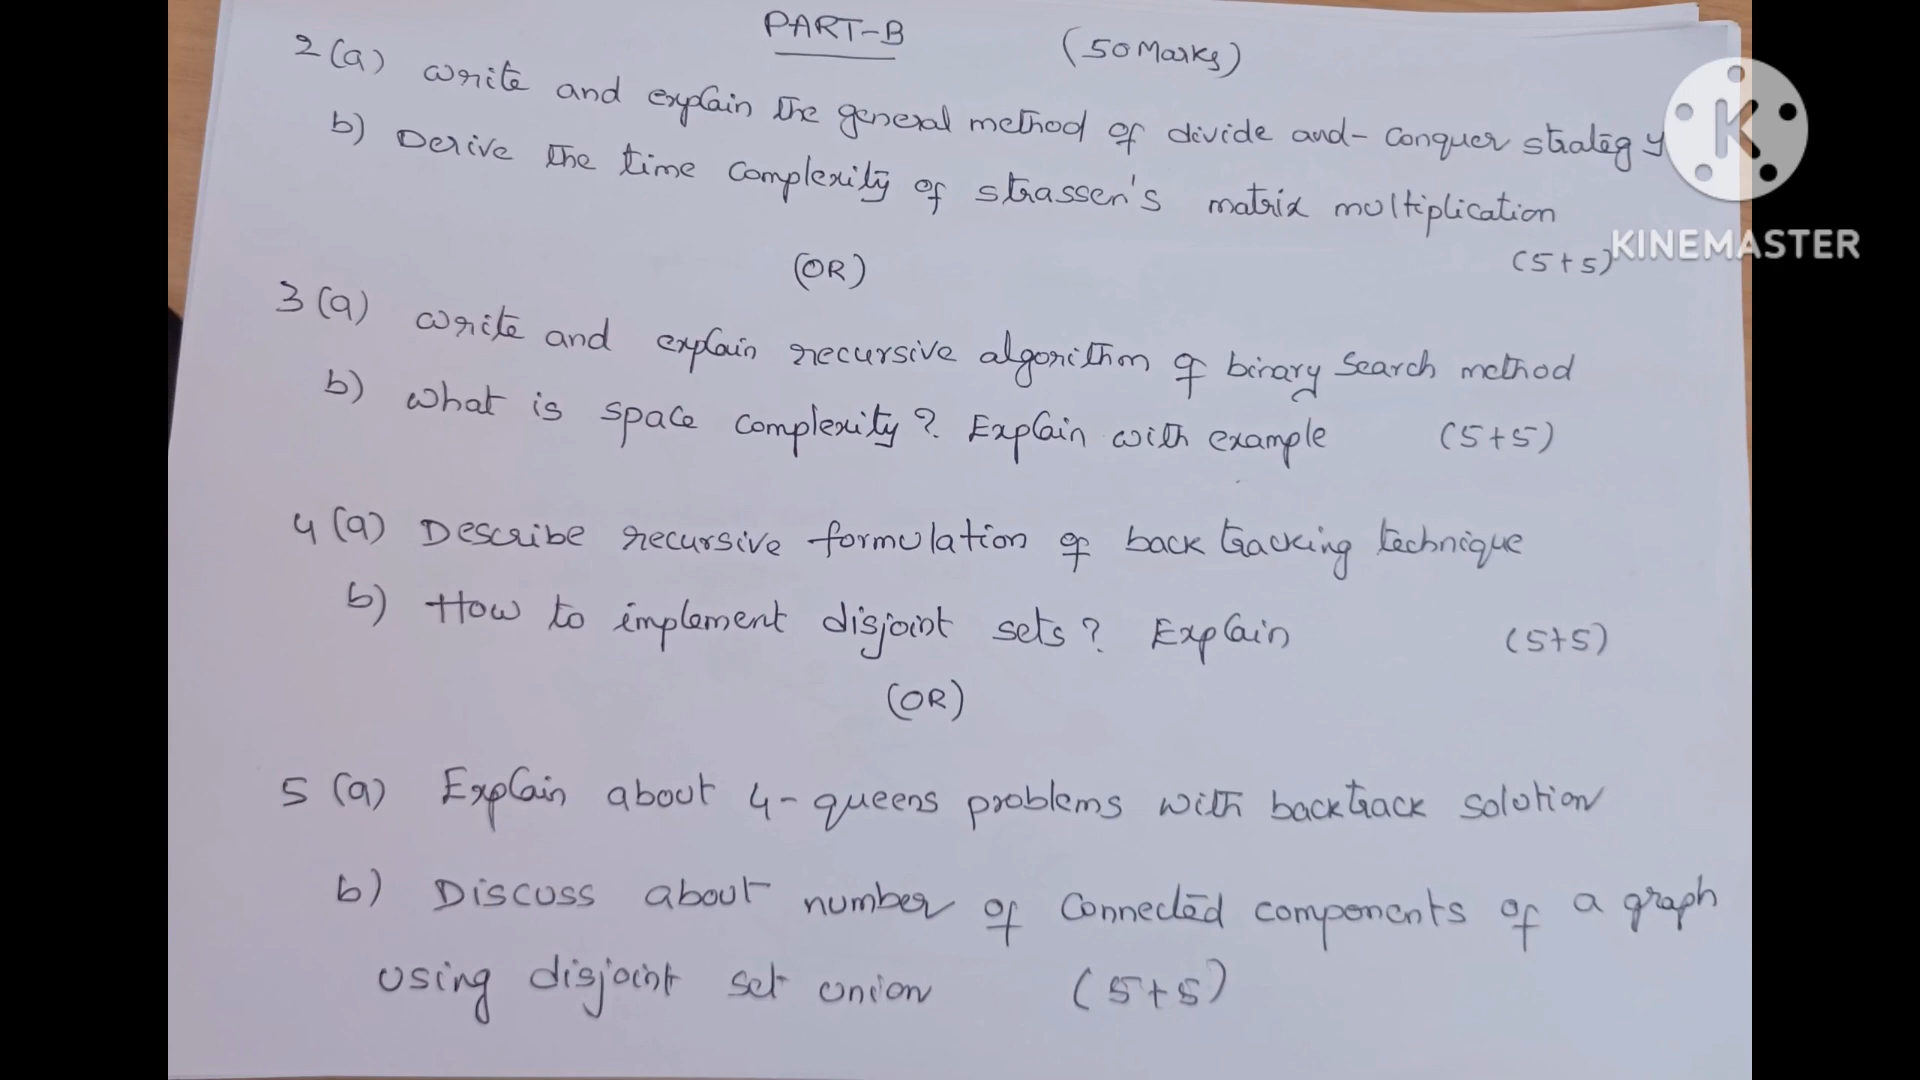 PART-B (50 Marks)
2 (a) write and explain the general method of divide and-conquer strategy
b) Derive the time complexity of strassen's matrix multiplication
(5+5)
KINEMASTER
(OR)
3 (a) write and explain recursive algorithm of binary search method
b) what is space complexity? Explain with example (5+5)
4 (a) Describe recursive formulation of back tracking technique
b) How to implement disjoint sets? Explain (5+5)
(OR)
5 (a) Explain about 4-queens problems with backtrack solution
b) Discuss about number of connected components of a graph
using disjoint set union (5+5)